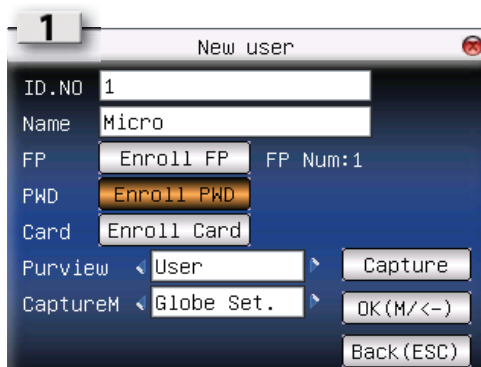 1
New user
ID.NO 1
Name Micro
FP Enroll FP FP Num:1
PWD Enroll PWD
Card Enroll Card
Purview User Capture
CaptureM Globe Set. OK(M/<-)
Back(ESC)